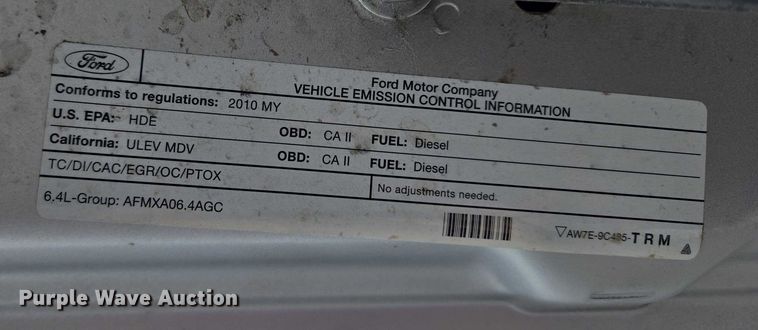 Ford
Ford Motor Company
VEHICLE EMISSION CONTROL INFORMATION
Conforms to regulations: 2010 MY
U.S. EPA: HDE OBD: CA II FUEL: Diesel
California: ULEV MDV OBD: CA II FUEL: Diesel
TC/DI/CAC/EGR/OC/PTOX No adjustments needed.
6.4L-Group: AFMXA06.4AGC
▽AW7E-9C485-TRM
Purple Wave Auction